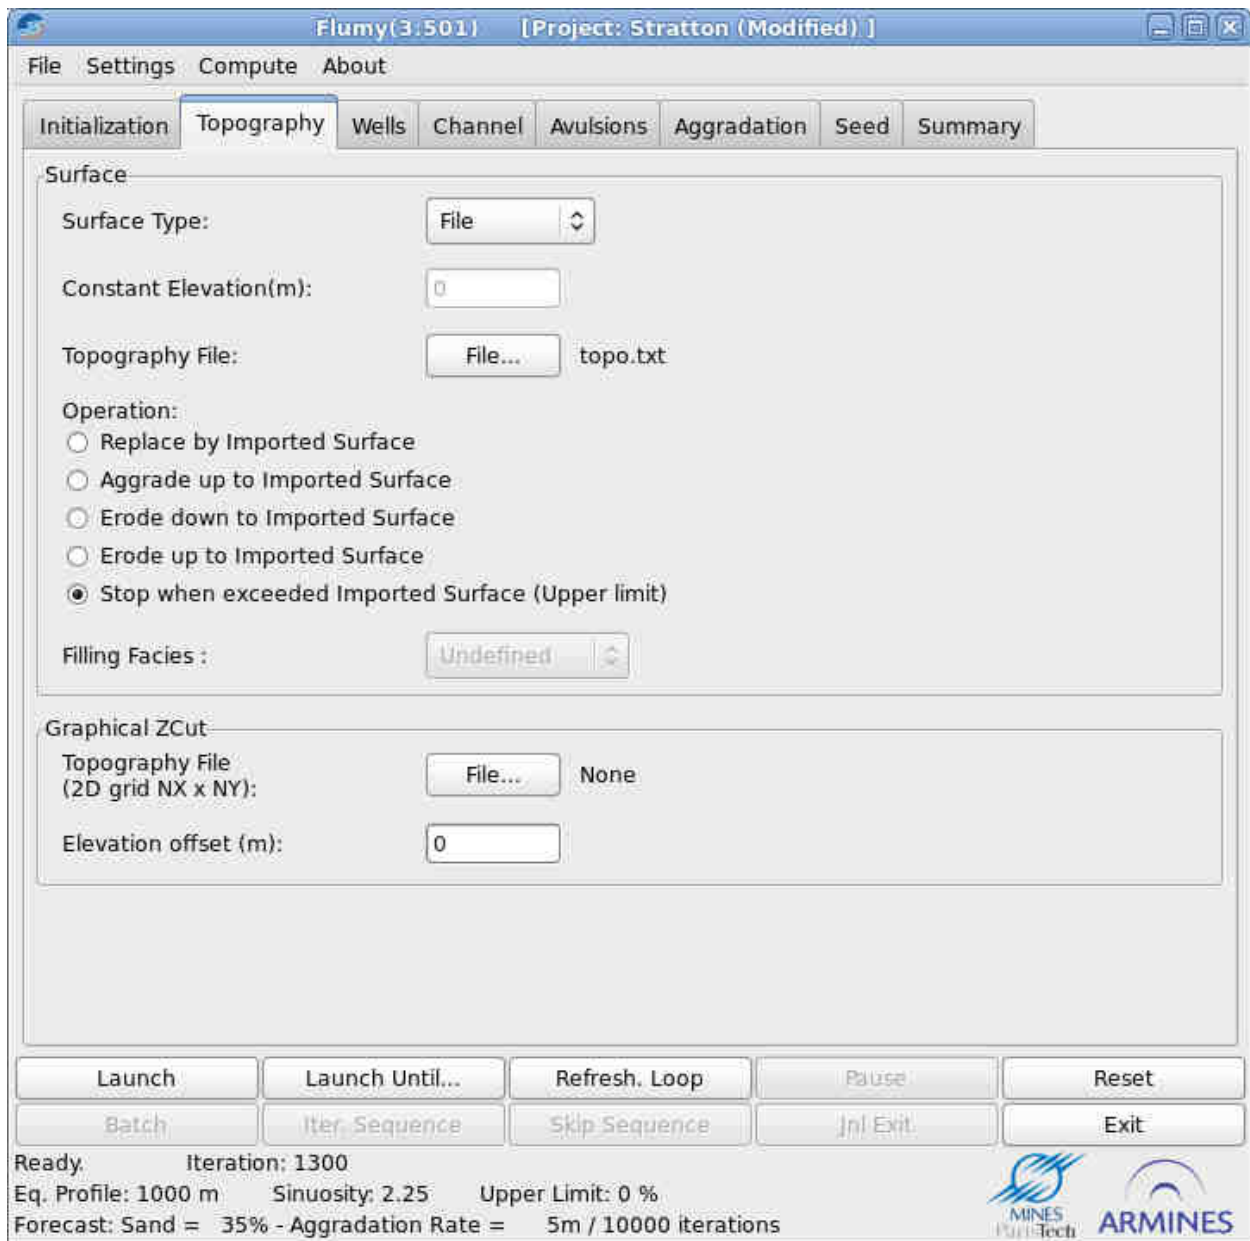 Flumy(3.501) [Project: Stratton (Modified) ]
File Settings Compute About
Initialization Topography Wells Channel Avulsions Aggradation Seed Summary
Surface
Surface Type: File
Constant Elevation(m): 0
Topography File: File... topo.txt
Operation:
Replace by Imported Surface
Aggrade up to Imported Surface
Erode down to Imported Surface
Erode up to Imported Surface
Stop when exceeded Imported Surface (Upper limit)
Filling Facies : Undefined
Graphical ZCut
Topography File
(2D grid NX x NY): File... None
Elevation offset (m): 0
Launch Launch Until... Refresh. Loop Pause Reset
Batch Iter. Sequence Skip Sequence Jnl Exit Exit
Ready. Iteration: 1300
Eq. Profile: 1000 m Sinuosity: 2.25 Upper Limit: 0 %
Forecast: Sand = 35% - Aggradation Rate = 5m / 10000 iterations
MINES
ParisTech
ARMINES